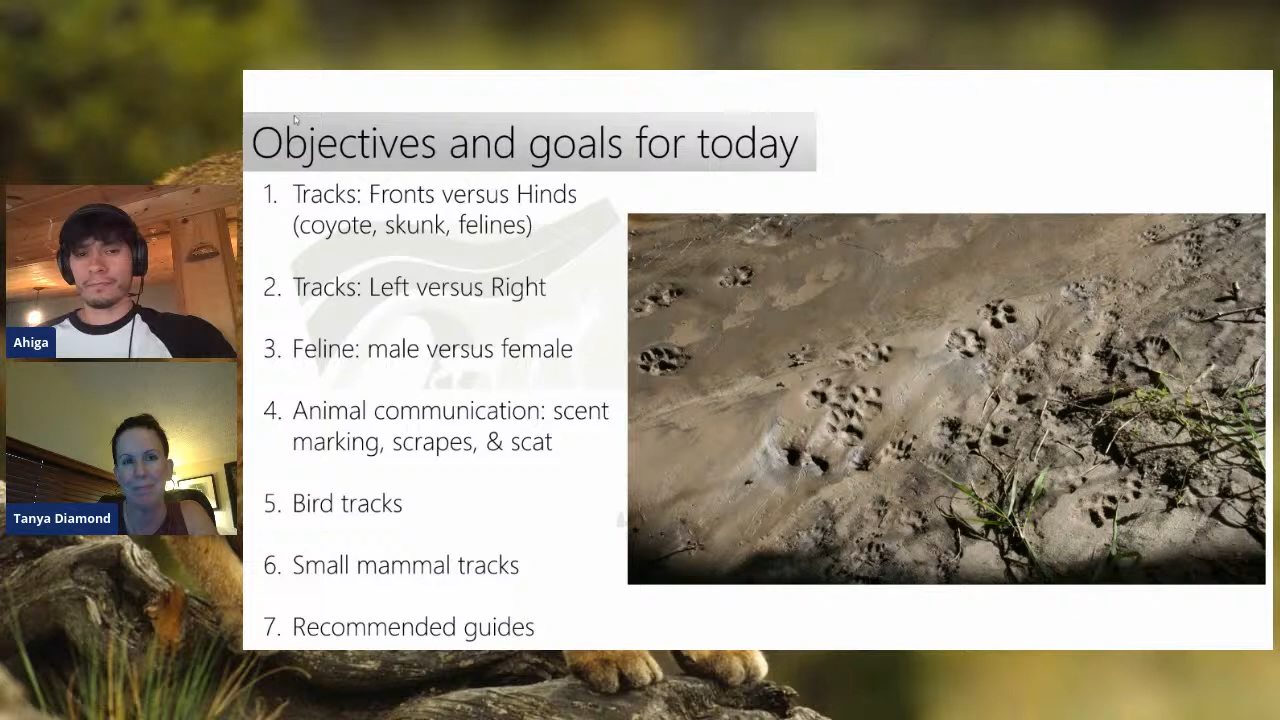 Objectives and goals for today
1. Tracks: Fronts versus Hinds
(coyote, skunk, felines)
2. Tracks: Left versus Right
3. Feline: male versus female
4. Animal communication: scent
marking, scrapes, & scat
5. Bird tracks
6. Small mammal tracks
7. Recommended guides
Ahiga
Tanya Diamond